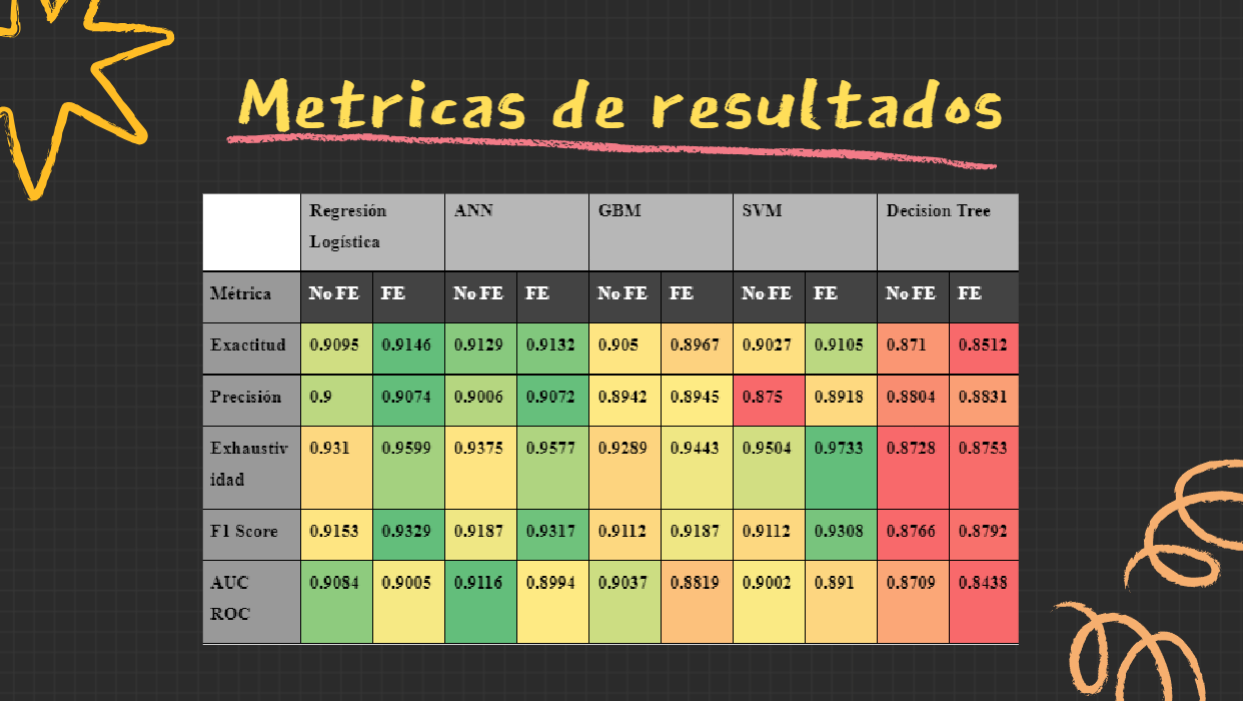 Metricas de resultados
Regresión Logística ANN GBM SVM Decision Tree
Métrica No FE FE No FE FE No FE FE No FE FE No FE FE
Exactitud 0.9095 0.9146 0.9129 0.9132 0.905 0.8967 0.9027 0.9105 0.871 0.8512
Precisión 0.9 0.9074 0.9006 0.9072 0.8942 0.8945 0.875 0.8918 0.8804 0.8831
Exhaustividad 0.931 0.9599 0.9375 0.9577 0.9289 0.9443 0.9504 0.9733 0.8728 0.8753
F1 Score 0.9153 0.9329 0.9187 0.9317 0.9112 0.9187 0.9112 0.9308 0.8766 0.8792
AUC ROC 0.9084 0.9005 0.9116 0.8994 0.9037 0.8819 0.9002 0.891 0.8709 0.8438